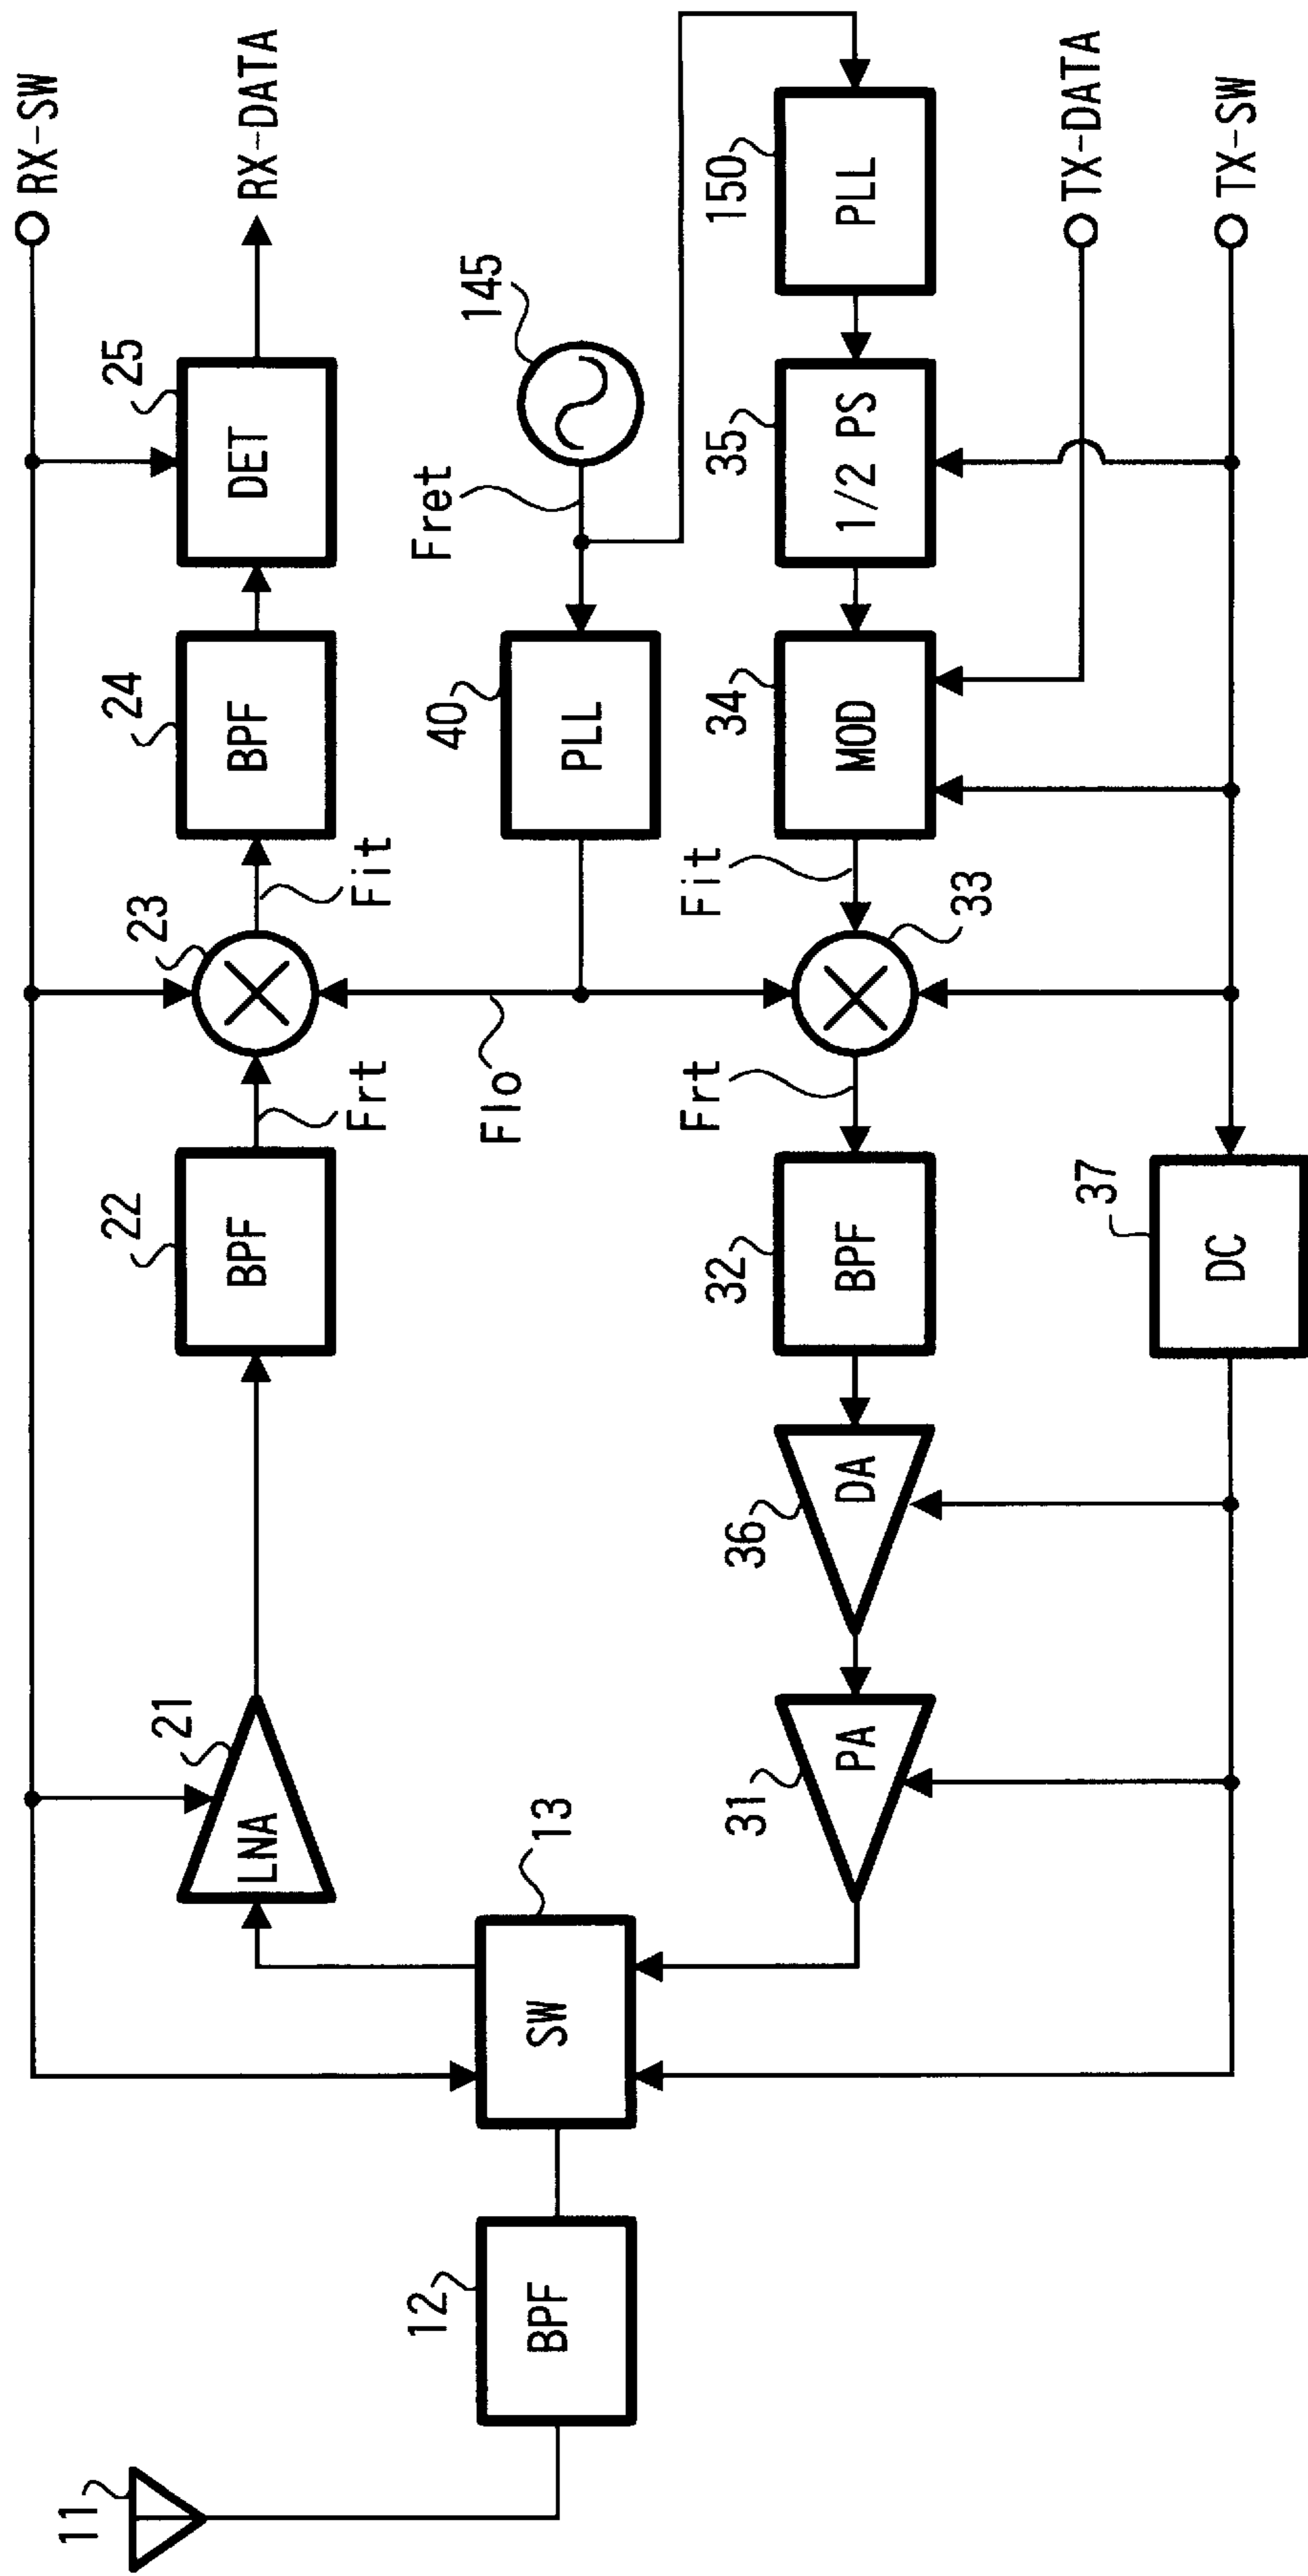 RX-SW
RX-DATA
25
DET
24
BPF
Fit
23
Frt
22
BPF
21
LNA
145
Fret
40
PLL
Flo
13
SW
12
BPF
11
150
PLL
35
1/2 PS
34
MOD
Fit
33
Frt
32
BPF
36
DA
31
PA
TX-DATA
TX-SW
37
DC